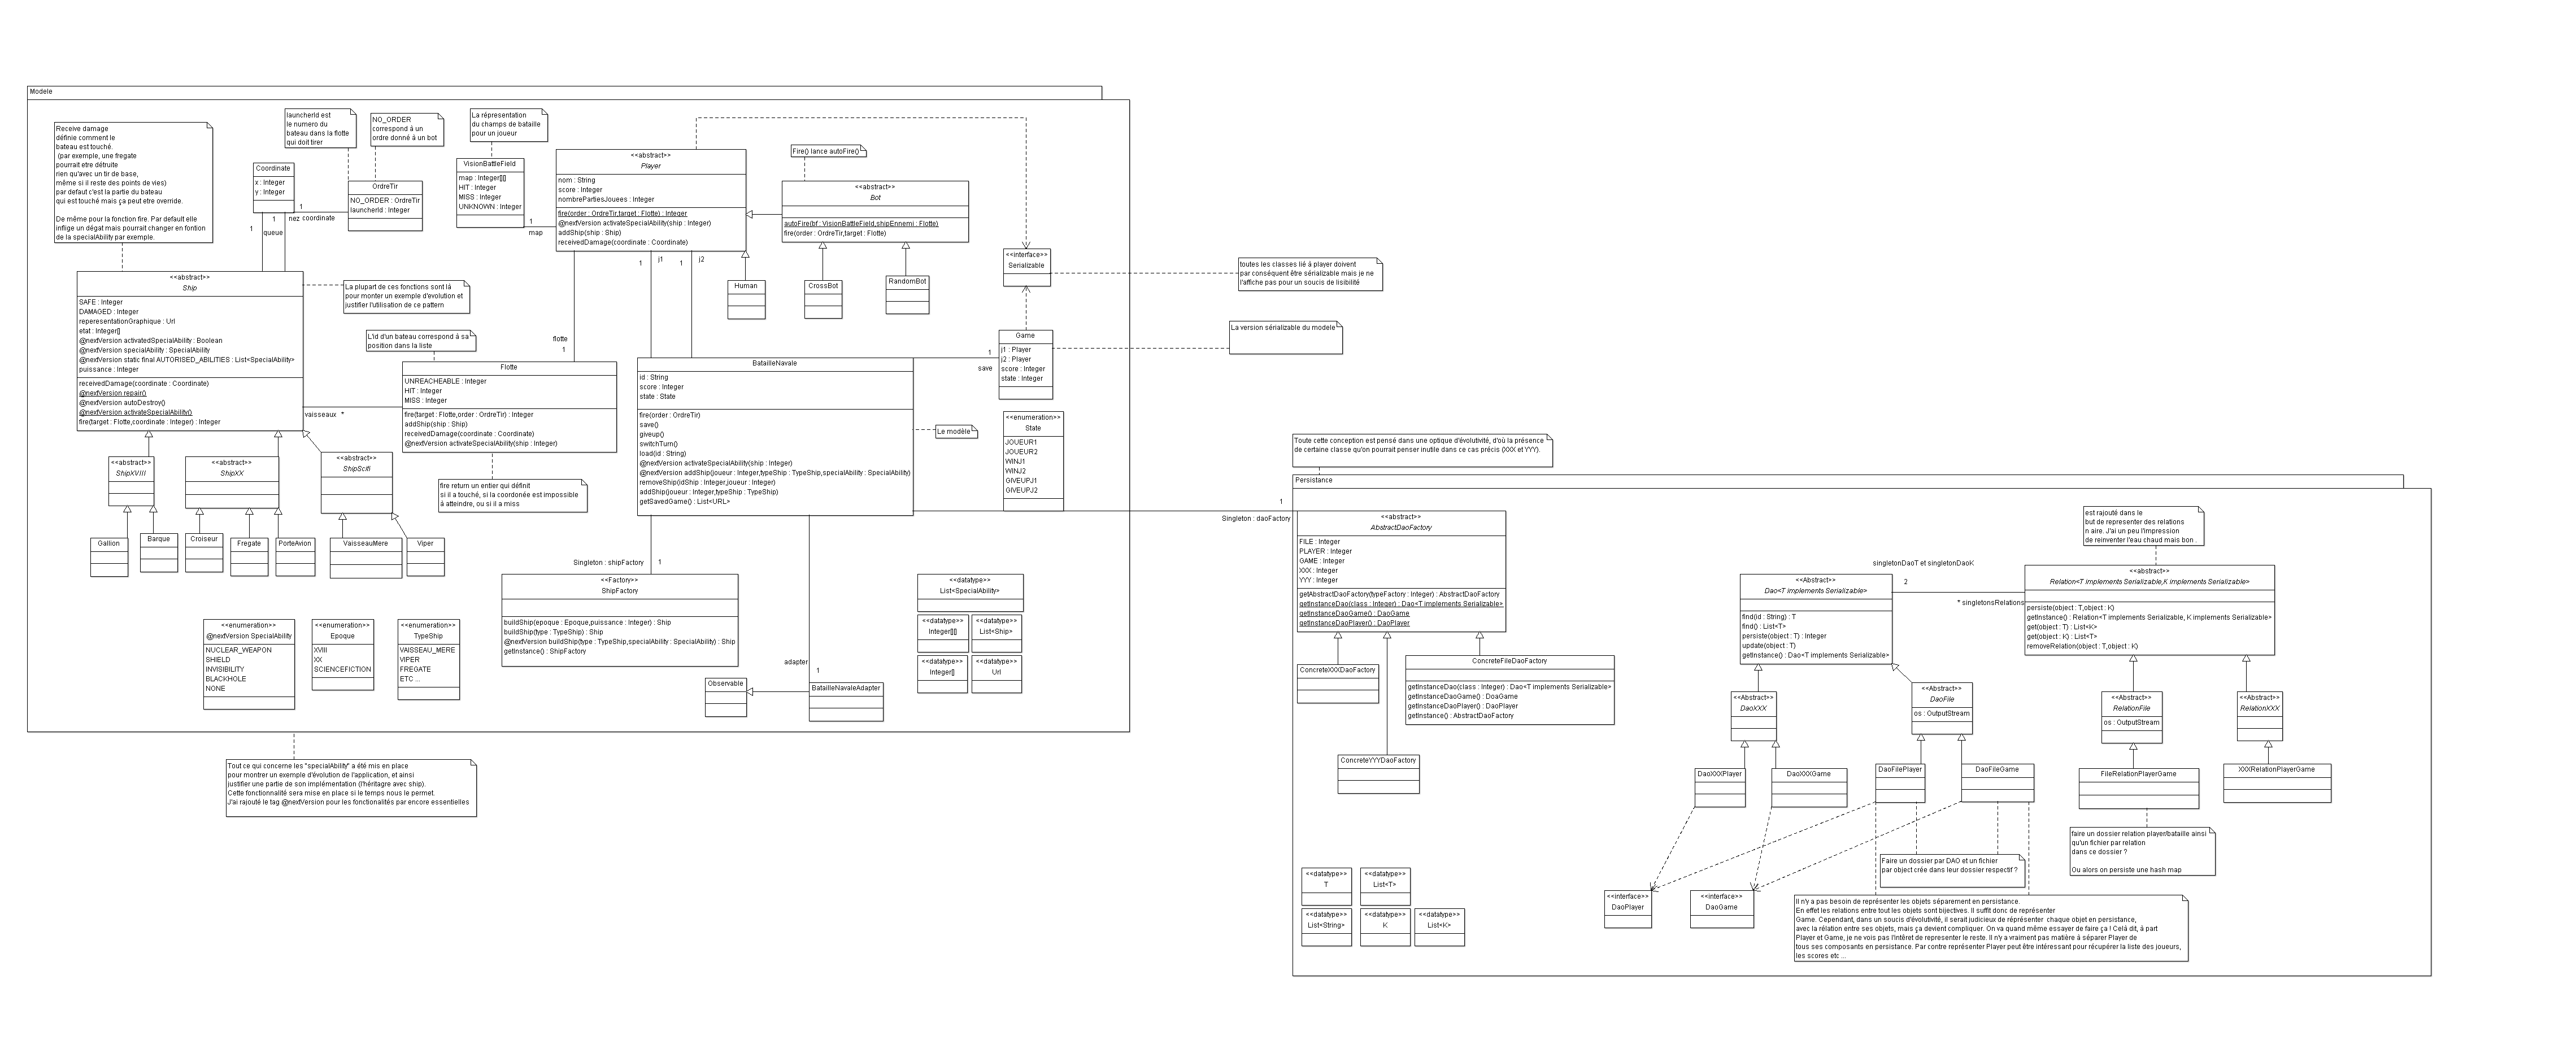 Modele
Receive damage
définie comment le
bateau est touché.
(par exemple, une fregate
pourrait etre détruite
rien qu'avec un tir de base,
même si il reste des points de vies)
par defaut c'est la partie du bateau
qui est touché mais ça peut etre override.
De même pour la fonction fire. Par default elle
inflige un dégat mais pourrait changer en fontion
de la specialAbility par exemple.
launcherId est
le numero du
bateau dans la flotte
qui doit tirer
NO_ORDER
correspond à un
ordre donné à un bot
La répresentation
du champs de bataille
pour un joueur
Coordinate
x : Integer
y : Integer
OrdreTir
NO_ORDER : OrdreTir
launcherId : Integer
1
nez coordinate
1
queue
1
VisionBattleField
map : Integer[][]
HIT : Integer
MISS : Integer
UNKNOWN : Integer
1
map
<<abstract>>
Player
nom : String
score : Integer
nombrePartiesJouees : Integer
fire(order : OrdreTir,target : Flotte) : Integer
@nextVersion activateSpecialAbility(ship : Integer)
addShip(ship : Ship)
receivedDamage(coordinate : Coordinate)
Fire() lance autoFire()
<<abstract>>
Bot
autoFire(bf : VisionBattleField,shipEnnemi : Flotte)
fire(order : OrdreTir,target : Flotte)
1
j1
1
j2
Human
CrossBot
RandomBot
<<interface>>
Serializable
toutes les classes lié à player doivent
par conséquent être sérializable mais je ne
l'affiche pas pour un soucis de lisibilité
La version sérializable du modele
Game
j1 : Player
j2 : Player
score : Integer
state : Integer
1
save
<<abstract>>
Ship
SAFE : Integer
DAMAGED : Integer
reperesentationGraphique : Url
etat : Integer[]
@nextVersion activatedSpecialAbility : Boolean
@nextVersion specialAbility : SpecialAbility
@nextVersion static final AUTORISED_ABILITIES : List<SpecialAbility>
puissance : Integer
receivedDamage(coordinate : Coordinate)
@nextVersion repair()
@nextVersion autoDestroy()
@nextVersion activateSpecialAbility()
fire(target : Flotte,coordinate : Integer) : Integer
La plupart de ces fonctions sont là
pour monter un exemple d'evolution et
justifier l'utilisation de ce pattern
L'id d'un bateau correspond à sa
position dans la liste
flotte
1
vaisseaux *
Flotte
UNREACHEABLE : Integer
HIT : Integer
MISS : Integer
fire(target : Flotte,order : OrdreTir) : Integer
addShip(ship : Ship)
receivedDamage(coordinate : Coordinate)
@nextVersion activateSpecialAbility(ship : Integer)
fire return un entier qui définit
si il a touché, si la coordonée est impossible
à atteindre, ou si il a miss
BatailleNavale
id : String
score : Integer
state : State
fire(order : OrdreTir)
save()
giveup()
switchTurn()
load(id : String)
@nextVersion activateSpecialAbility(ship : Integer)
@nextVersion addShip(joueur : Integer,typeShip : TypeShip,specialAbility : SpecialAbility)
removeShip(idShip : Integer,joueur : Integer)
addShip(joueur : Integer,typeShip : TypeShip)
getSavedGame() : List<URL>
Le modèle
<<enumeration>>
State
JOUEUR1
JOUEUR2
WINJ1
WINJ2
GIVEUPJ1
GIVEUPJ2
<<abstract>>
ShipXVIII
<<abstract>>
ShipXX
<<abstract>>
ShipScifi
Gallion
Barque
Croiseur
Fregate
PorteAvion
VaisseauMere
Viper
Singleton : shipFactory
1
<<Factory>>
ShipFactory
buildShip(epoque : Epoque,puissance : Integer) : Ship
buildShip(type : TypeShip) : Ship
@nextVersion buildShip(type : TypeShip,specialAbility : SpecialAbility) : Ship
getInstance() : ShipFactory
adapter
1
Observable
BatailleNavaleAdapter
<<datatype>>
List<SpecialAbility>
<<datatype>>
Integer[][]
<<datatype>>
List<Ship>
<<datatype>>
Integer[]
<<datatype>>
Url
<<enumeration>>
@nextVersion SpecialAbility
NUCLEAR_WEAPON
SHIELD
INVISIBILITY
BLACKHOLE
NONE
<<enumeration>>
Epoque
XVIII
XX
SCIENCEFICTION
<<enumeration>>
TypeShip
VAISSEAU_MERE
VIPER
FREGATE
ETC ...
Tout ce qui concerne les "specialAbility" a été mis en place
pour montrer un exemple d'évolution de l'application, et ainsi
justifier une partie de son implémentation (l'héritagre avec ship).
Cette fonctionnalité sera mise en place si le temps nous le permet.
J'ai rajouté le tag @nextVersion pour les fonctionalités par encore essentielles
Toute cette conception est pensé dans une optique d'évolutivité, d'où la présence
de certaine classe qu'on pourrait penser inutile dans ce cas précis (XXX et YYY).
Persistance
1
Singleton : daoFactory
<<abstract>>
AbstractDaoFactory
FILE : Integer
PLAYER : Integer
GAME : Integer
XXX : Integer
YYY : Integer
getAbstractDaoFactory(typeFactory : Integer) : AbstractDaoFactory
getInstanceDao(class : Integer) : Dao<T implements Serializable>
getInstanceDaoGame() : DaoGame
getInstanceDaoPlayer() : DaoPlayer
ConcreteXXXDaoFactory
ConcreteFileDaoFactory
getInstanceDao(class : Integer) : Dao<T implements Serializable>
getInstanceDaoGame() : DoaGame
getInstanceDaoPlayer() : DaoPlayer
getInstance() : AbstractDaoFactory
ConcreteYYYDaoFactory
est rajouté dans le
but de representer des relations
n aire. J'ai un peu l'impression
de reinventer l'eau chaud mais bon .
singletonDaoT et singletonDaoK
2
* singletonsRelations
<<Abstract>>
Dao<T implements Serializable>
find(id : String) : T
find() : List<T>
persiste(object : T) : Integer
update(object : T)
getInstance() : Dao<T implements Serializable>
<<abstract>>
Relation<T implements Serializable,K implements Serializable>
persiste(object : T,object : K)
getInstance() : Relation<T implements Serializable, K implements Serializable>
get(object : T) : List<K>
get(object : K) : List<T>
removeRelation(object : T,object : K)
<<Abstract>>
DaoXXX
<<Abstract>>
DaoFile
os : OutputStream
<<Abstract>>
RelationFile
os : OutputStream
<<Abstract>>
RelationXXX
DaoXXXPlayer
DaoXXXGame
DaoFilePlayer
DaoFileGame
FileRelationPlayerGame
XXXRelationPlayerGame
faire un dossier relation player/bataille ainsi
qu'un fichier par relation
dans ce dossier ?
Ou alors on persiste une hash map
Faire un dossier par DAO et un fichier
par object crée dans leur dossier respectif ?
<<datatype>>
T
<<datatype>>
List<T>
<<datatype>>
List<String>
<<datatype>>
K
<<datatype>>
List<K>
<<interface>>
DaoPlayer
<<interface>>
DaoGame
Il n'y a pas besoin de représenter les objets séparement en persistance.
En effet les relations entre tout les objets sont bijectives. Il suffit donc de représenter
Game. Cependant, dans un soucis d'évolutivité, il serait judicieux de répresénter chaque objet en persistance,
avec la rélation entre ses objets, mais ça devient compliquer. On va quand même essayer de faire ça ! Celà dit, à part
Player et Game, je ne vois pas l'intêret de representer le reste. Il n'y a vraiment pas matière à séparer Player de
tous ses composants en persistance. Par contre représenter Player peut être intéressant pour récupérer la liste des joueurs,
les scores etc ...